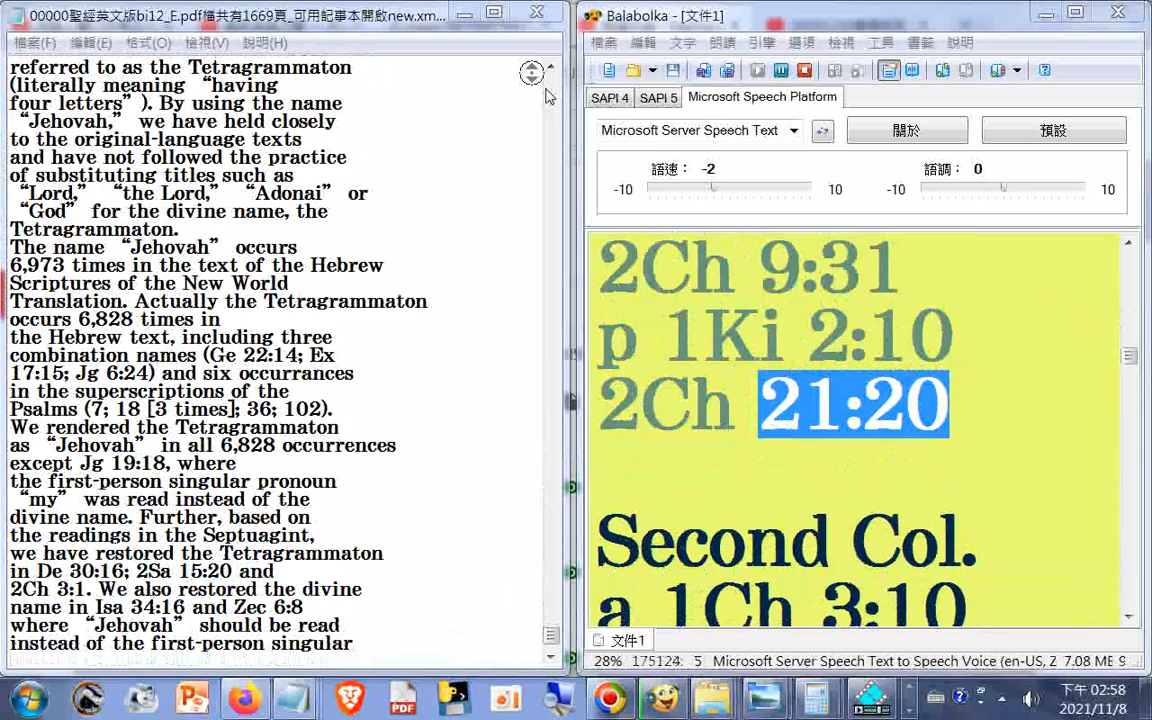 00000聖經英文版bi12_E.pdf檔共有1669頁_可用記事本開啟new.xm...
檔案(F) 編輯(E) 格式(O) 檢視(V) 說明(H)
referred to as the Tetragrammaton
(literally meaning “having
four letters”). By using the name
“Jehovah,” we have held closely
to the original-language texts
and have not followed the practice
of substituting titles such as
“Lord,” “the Lord,” “Adonai” or
“God” for the divine name, the
Tetragrammaton.
The name “Jehovah” occurs
6,973 times in the text of the Hebrew
Scriptures of the New World
Translation. Actually the Tetragrammaton
occurs 6,828 times in
the Hebrew text, including three
combination names (Ge 22:14; Ex
17:15; Jg 6:24) and six occurrances
in the superscriptions of the
Psalms (7; 18 [3 times]; 36; 102).
We rendered the Tetragrammaton
as “Jehovah” in all 6,828 occurrences
except Jg 19:18, where
the first-person singular pronoun
“my” was read instead of the
divine name. Further, based on
the readings in the Septuagint,
we have restored the Tetragrammaton
in De 30:16; 2Sa 15:20 and
2Ch 3:1. We also restored the divine
name in Isa 34:16 and Zec 6:8
where “Jehovah” should be read
instead of the first-person singular
Balabolka - [文件1]
檔案 編輯 文字 朗讀 引擎 選項 檢視 工具 書籤 說明
SAPI 4 SAPI 5 Microsoft Speech Platform
Microsoft Server Speech Text 關於 預設
語速： -2 語調： 0
-10 10 -10 10
2Ch 9:31
p 1Ki 2:10
2Ch 21:20
Second Col.
a 1Ch 3:10
文件1
28% 175124: 5 Microsoft Server Speech Text to Speech Voice (en-US, Z 7.08 MB 9
下午 02:58
2021/11/8